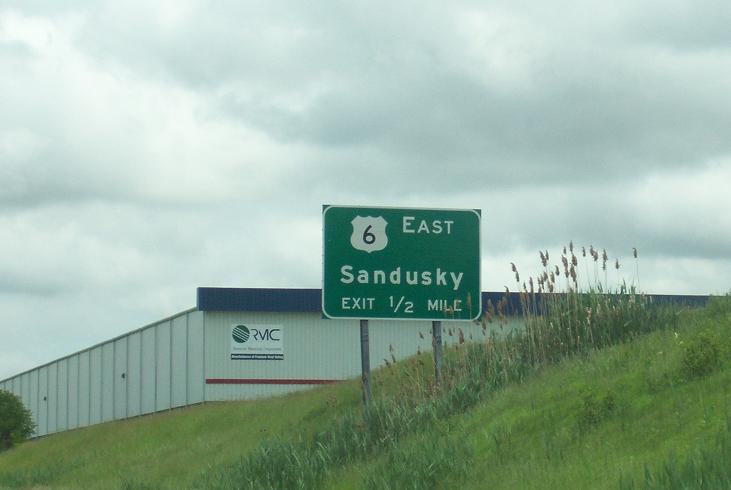 6 EAST
Sandusky
EXIT 1/2 MILE
RMC